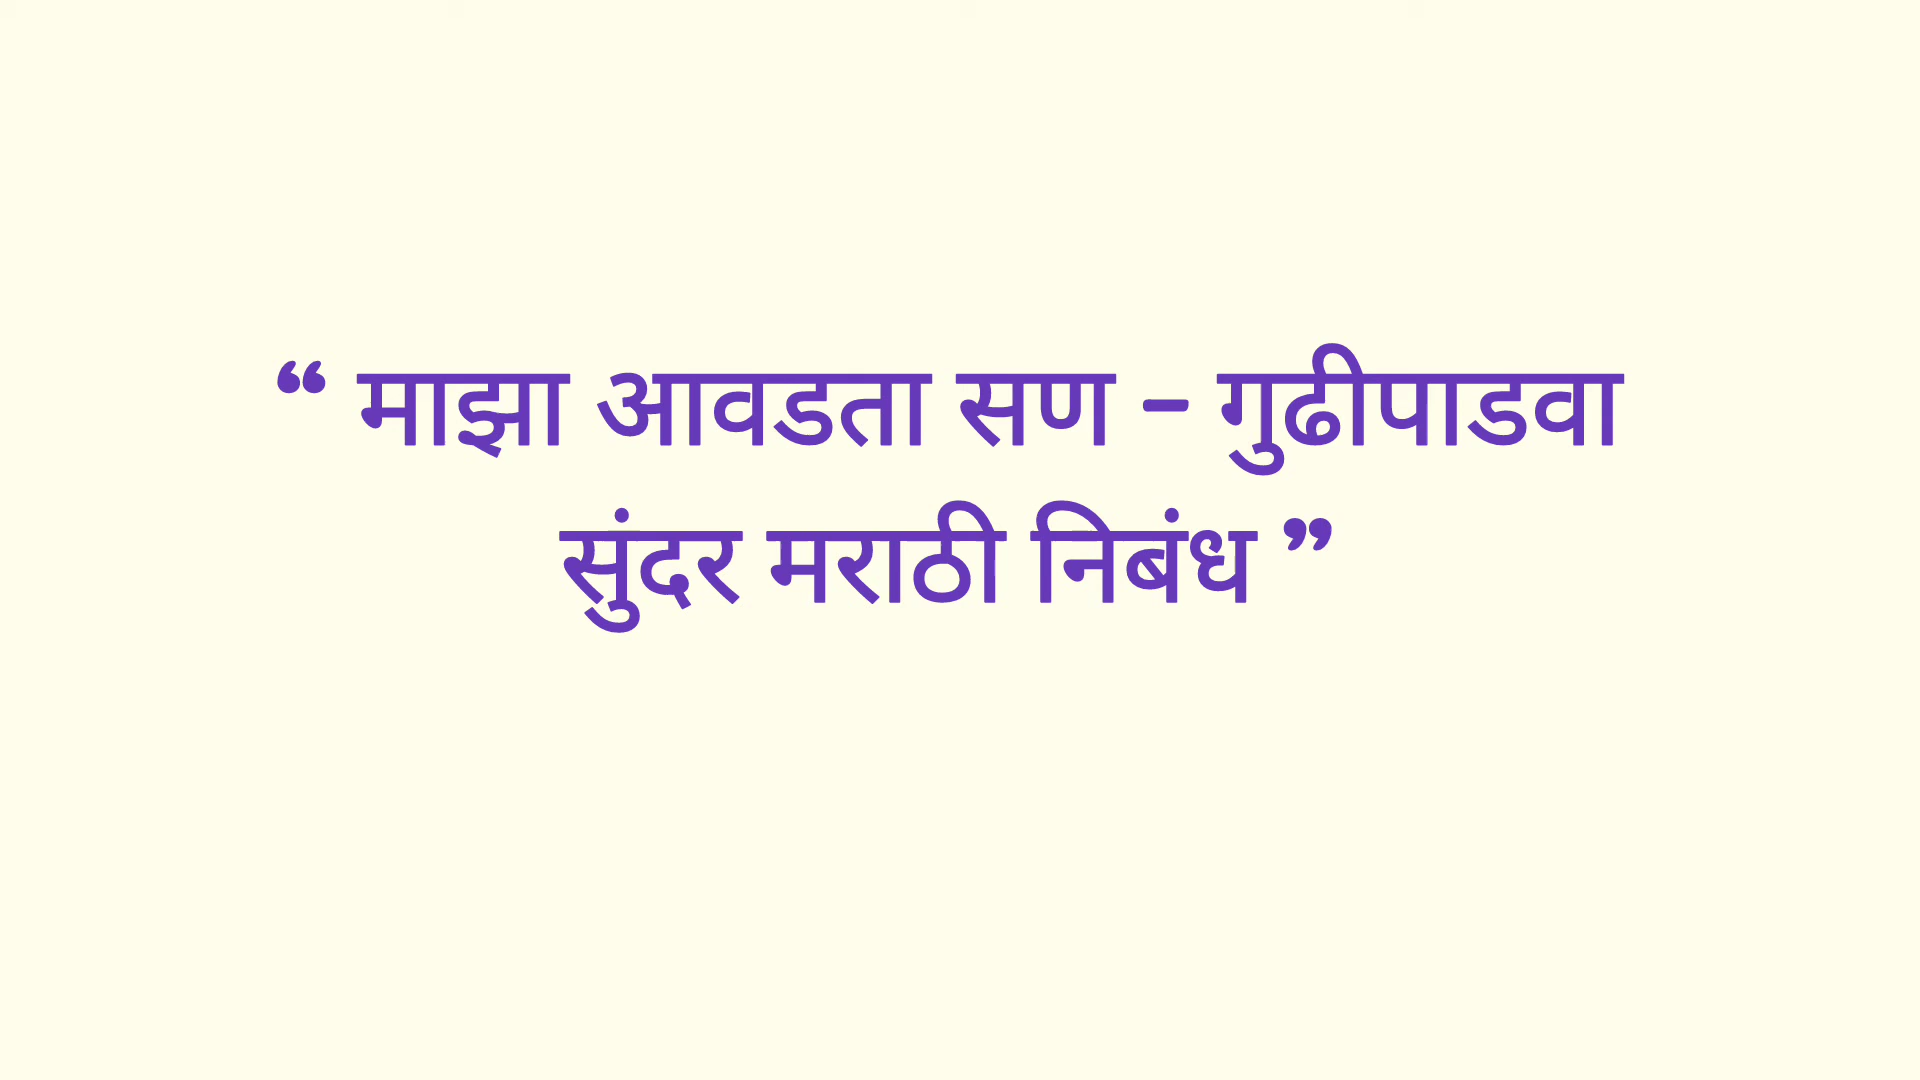 “ माझा आवडता सण - गुढीपाडवा
सुंदर मराठी निबंध ”